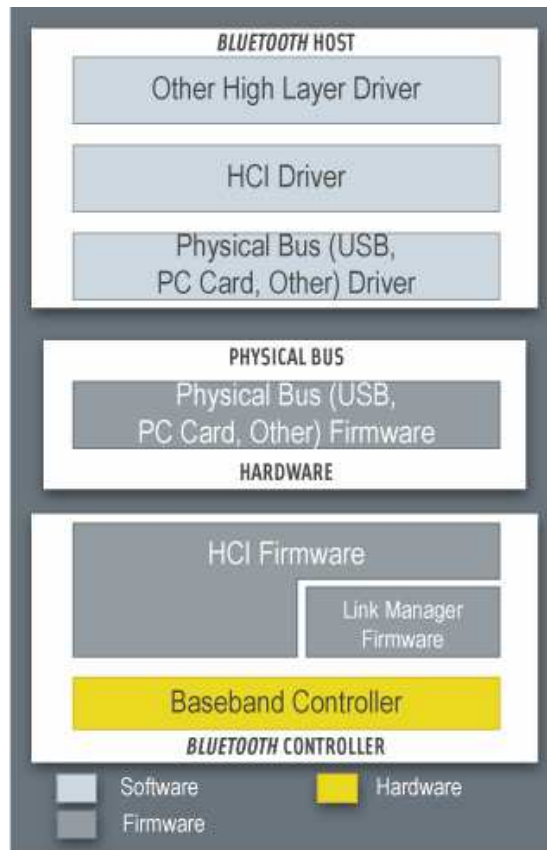 BLUETOOTH HOST
Other High Layer Driver
HCI Driver
Physical Bus (USB,
PC Card, Other) Driver
PHYSICAL BUS
Physical Bus (USB,
PC Card, Other) Firmware
HARDWARE
HCI Firmware
Link Manager
Firmware
Baseband Controller
BLUETOOTH CONTROLLER
Software
Hardware
Firmware